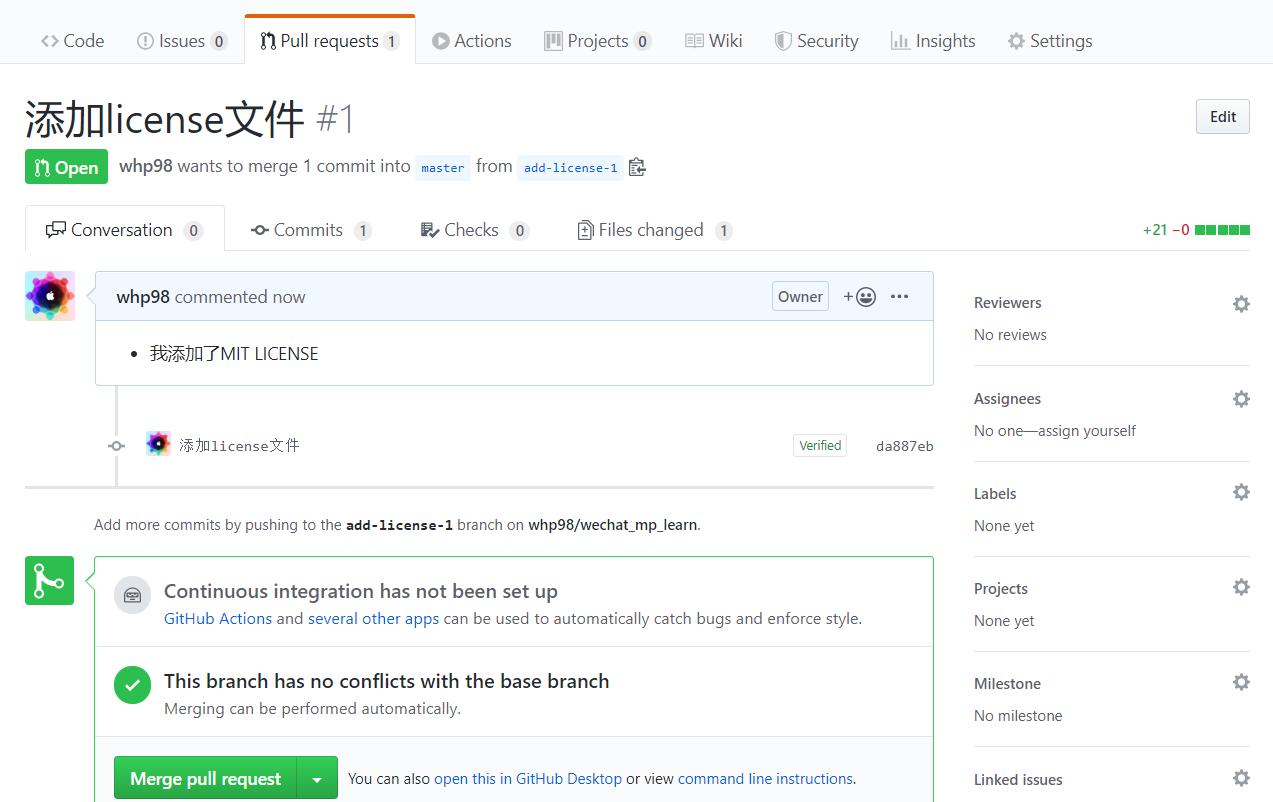 Code Issues 0 Pull requests 1 Actions Projects 0 Wiki Security Insights Settings
添加license文件 #1
Edit
Open whp98 wants to merge 1 commit into master from add-license-1
Conversation 0 Commits 1 Checks 0 Files changed 1 +21 −0
whp98 commented now Owner
我添加了MIT LICENSE
添加license文件 Verified da887eb
Add more commits by pushing to the add-license-1 branch on whp98/wechat_mp_learn.
Continuous integration has not been set up
GitHub Actions and several other apps can be used to automatically catch bugs and enforce style.
This branch has no conflicts with the base branch
Merging can be performed automatically.
Merge pull request You can also open this in GitHub Desktop or view command line instructions.
Reviewers
No reviews
Assignees
No one—assign yourself
Labels
None yet
Projects
None yet
Milestone
No milestone
Linked issues